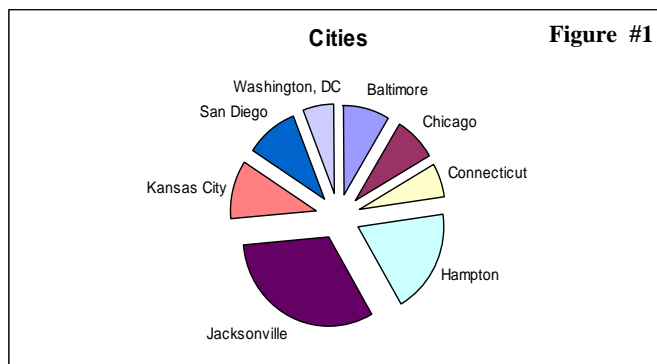 Figure #1
Cities
Washington, DC
Baltimore
San Diego
Chicago
Connecticut
Kansas City
Hampton
Jacksonville